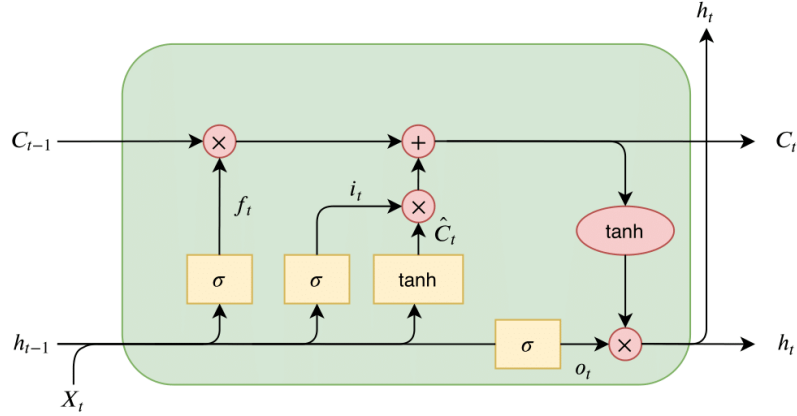 h_t
C_{t-1} × + C_t
i_t
f_t × Ĉ_t
tanh
σ σ tanh
h_{t-1} σ × h_t
o_t
X_t